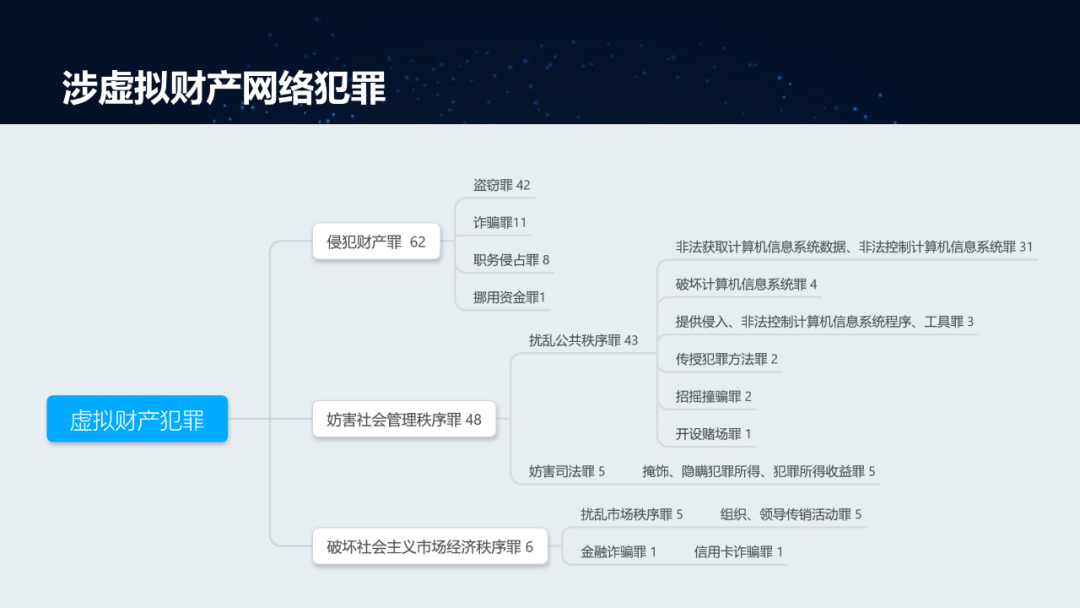 涉虚拟财产网络犯罪
虚拟财产犯罪
侵犯财产罪 62
盗窃罪 42
诈骗罪11
职务侵占罪 8
挪用资金罪1
妨害社会管理秩序罪 48
扰乱公共秩序罪 43
非法获取计算机信息系统数据、非法控制计算机信息系统罪 31
破坏计算机信息系统罪 4
提供侵入、非法控制计算机信息系统程序、工具罪 3
传授犯罪方法罪 2
招摇撞骗罪 2
开设赌场罪 1
妨害司法罪 5
掩饰、隐瞒犯罪所得、犯罪所得收益罪 5
破坏社会主义市场经济秩序罪 6
扰乱市场秩序罪 5
组织、领导传销活动罪 5
金融诈骗罪 1
信用卡诈骗罪 1